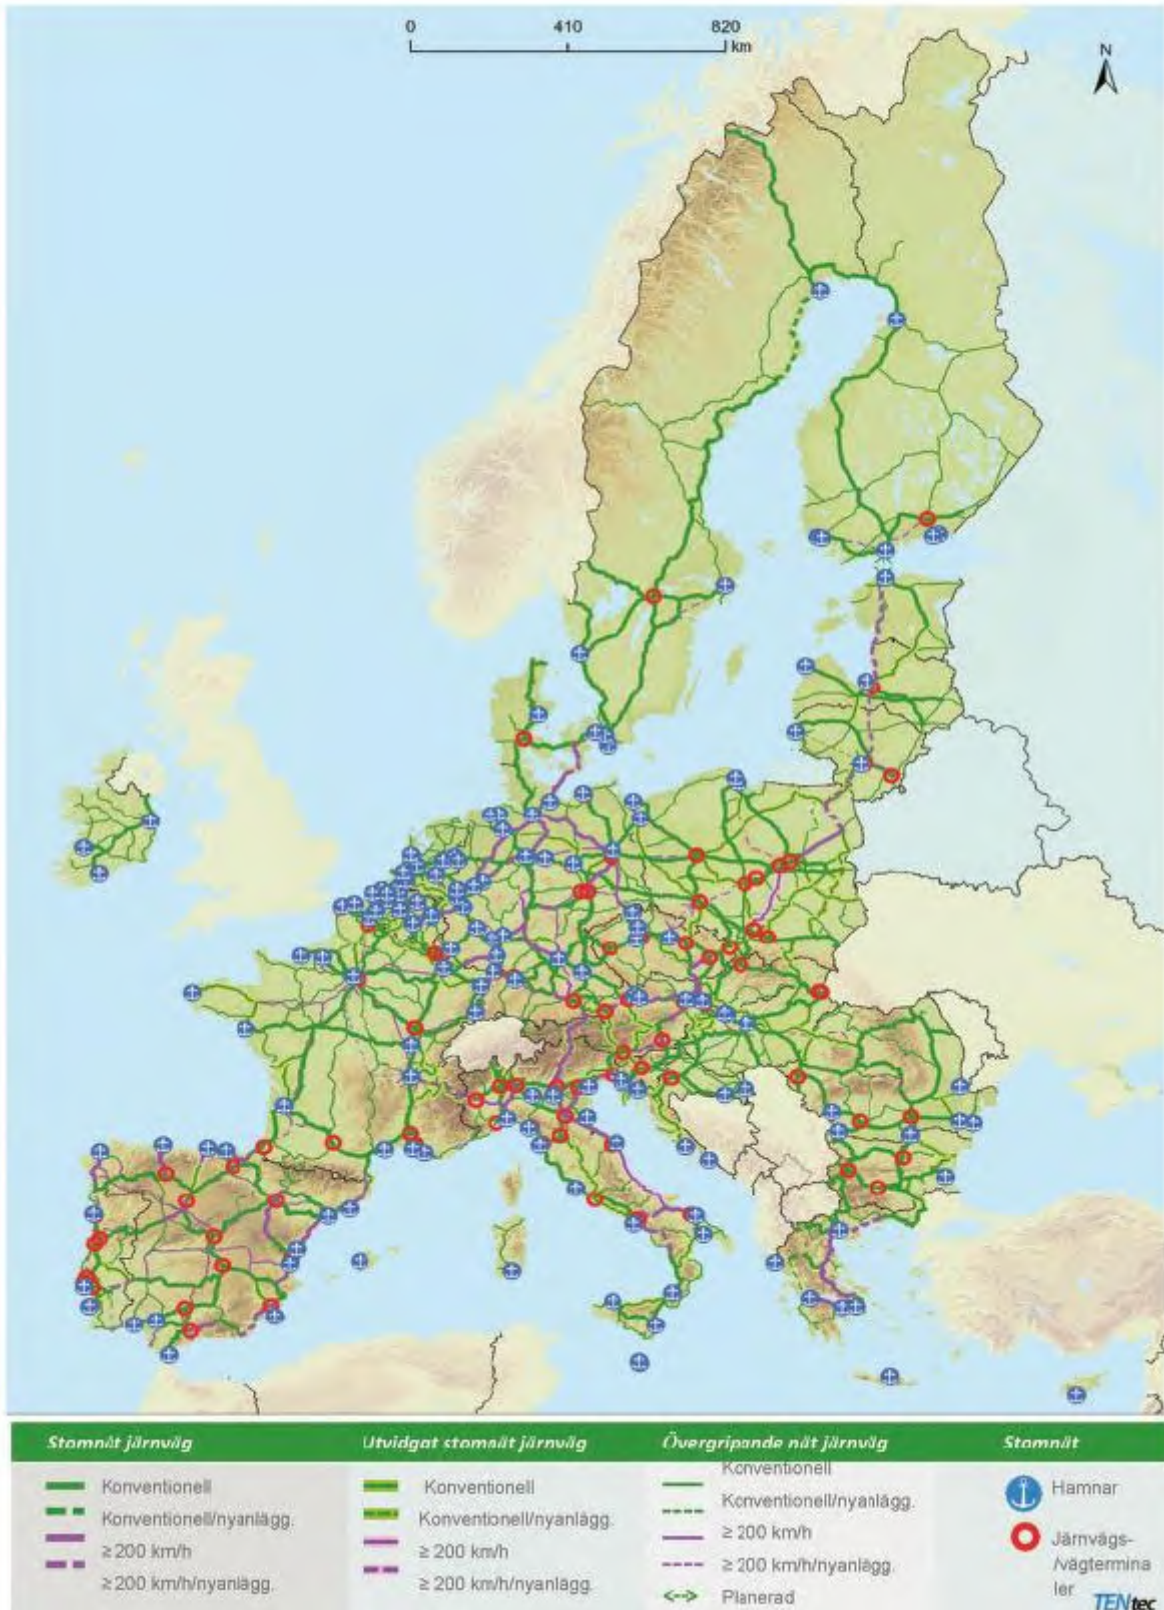 0 410 820
km
N
Stomnät järnväg
Konventionell
Konventionell/nyanlägg.
≥ 200 km/h
≥ 200 km/h/nyanlägg.
Utvidgat stomnät järnväg
Konventionell
Konventionell/nyanlägg.
≥ 200 km/h
≥ 200 km/h/nyanlägg.
Övergripande nät järnväg
Konventionell
Konventionell/nyanlägg.
≥ 200 km/h
≥ 200 km/h/nyanlägg.
Planerad
Stomnät
Hamnar
Järnvägs-
/vägtermina
ler
TENtec